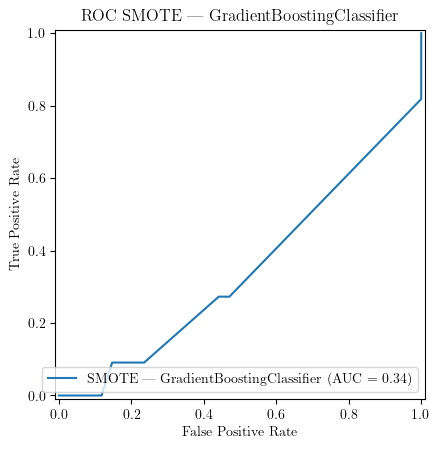 ROC SMOTE — GradientBoostingClassifier
1.0
0.8
0.6
0.4
0.2
0.0
True Positive Rate
SMOTE — GradientBoostingClassifier (AUC = 0.34)
0.0 0.2 0.4 0.6 0.8 1.0
False Positive Rate